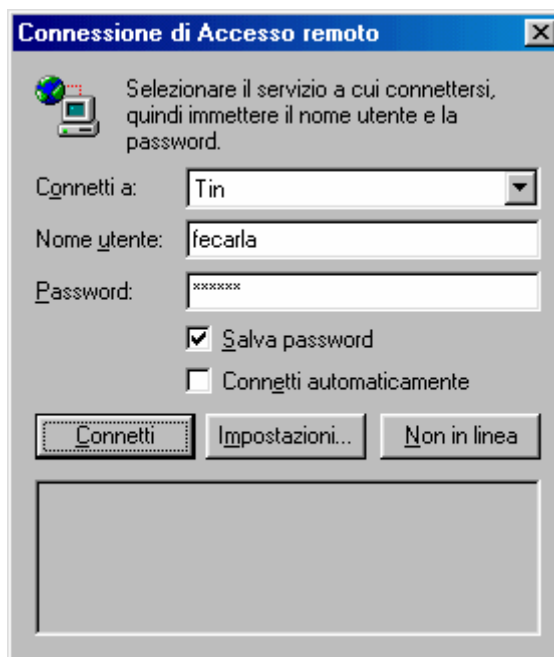 Connessione di Accesso remoto
Selezionare il servizio a cui connettersi,
quindi immettere il nome utente e la
password.
Connetti a: Tin
Nome utente: fecarla
Password: ******
Salva password
Connetti automaticamente
Connetti Impostazioni... Non in linea